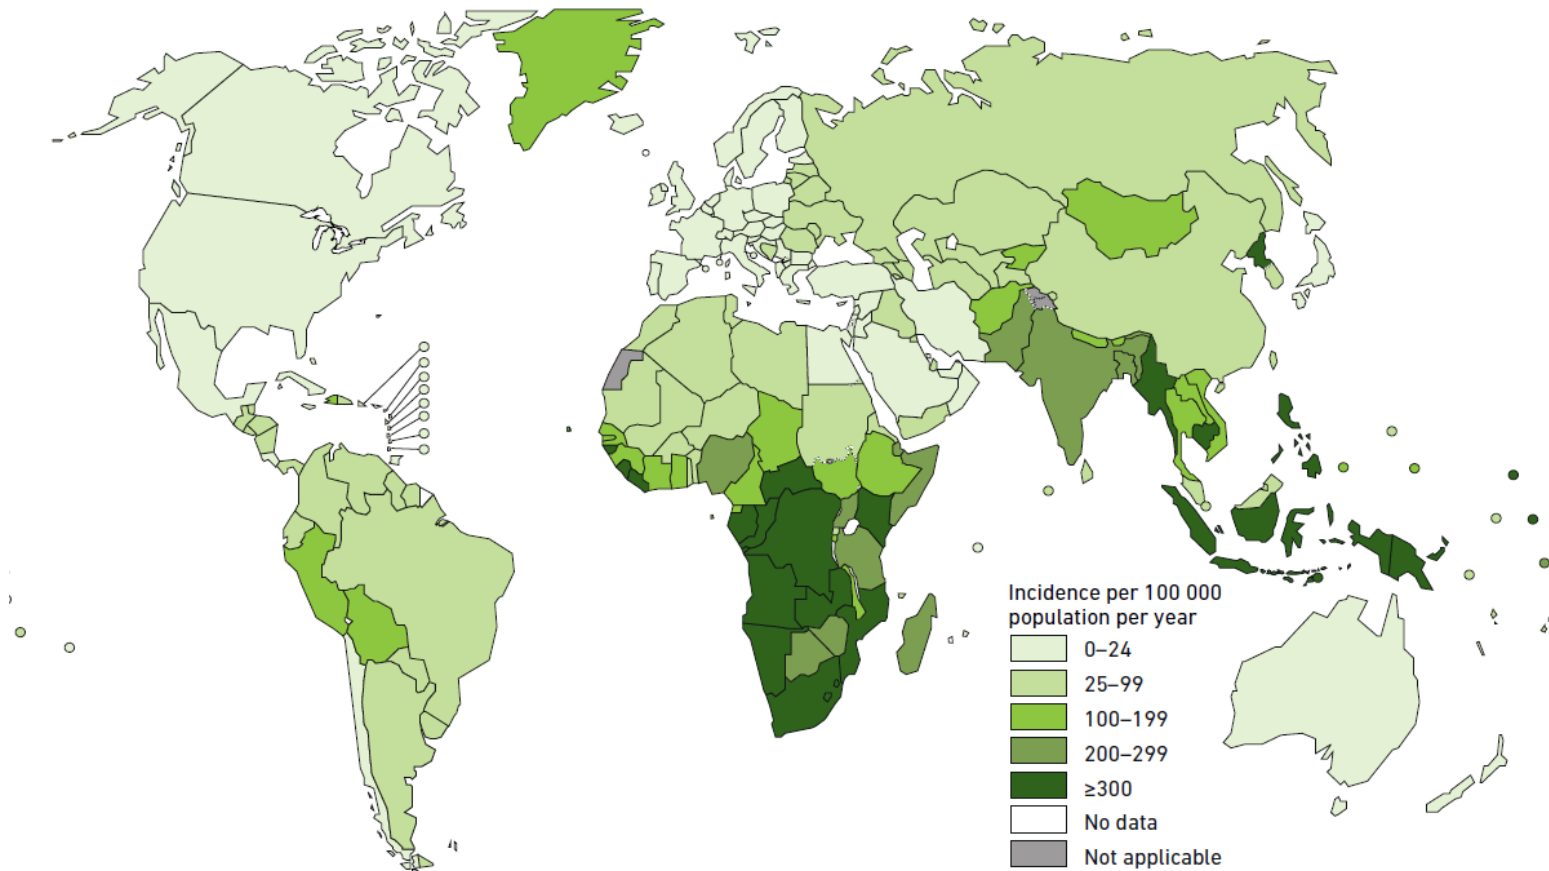 Incidence per 100 000
population per year
0–24
25–99
100–199
200–299
≥300
No data
Not applicable